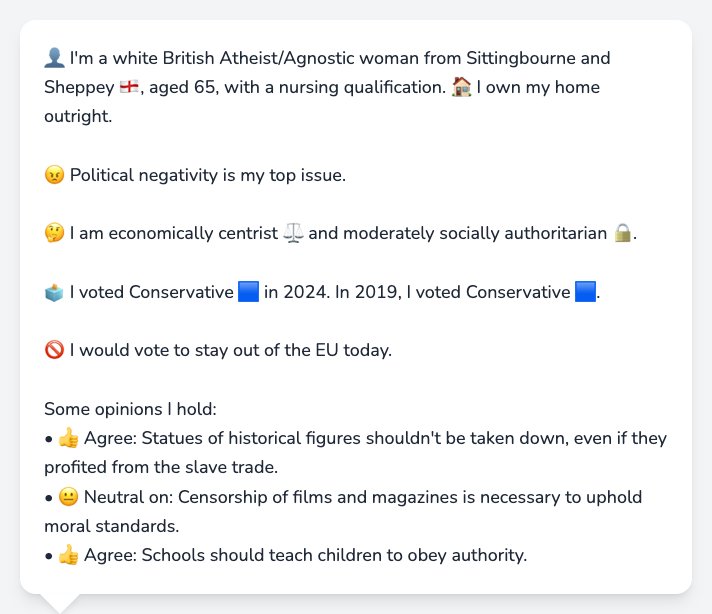 👤 I'm a white British Atheist/Agnostic woman from Sittingbourne and
Sheppey 🏴󠁧󠁢󠁥󠁮󠁧󠁿, aged 65, with a nursing qualification. 🏠 I own my home
outright.
😠 Political negativity is my top issue.
🤔 I am economically centrist ⚖️ and moderately socially authoritarian 🔒.
🗳️ I voted Conservative 🟦 in 2024. In 2019, I voted Conservative 🟦.
🚫 I would vote to stay out of the EU today.
Some opinions I hold:
• 👍 Agree: Statues of historical figures shouldn't be taken down, even if they
profited from the slave trade.
• 😐 Neutral on: Censorship of films and magazines is necessary to uphold
moral standards.
• 👍 Agree: Schools should teach children to obey authority.